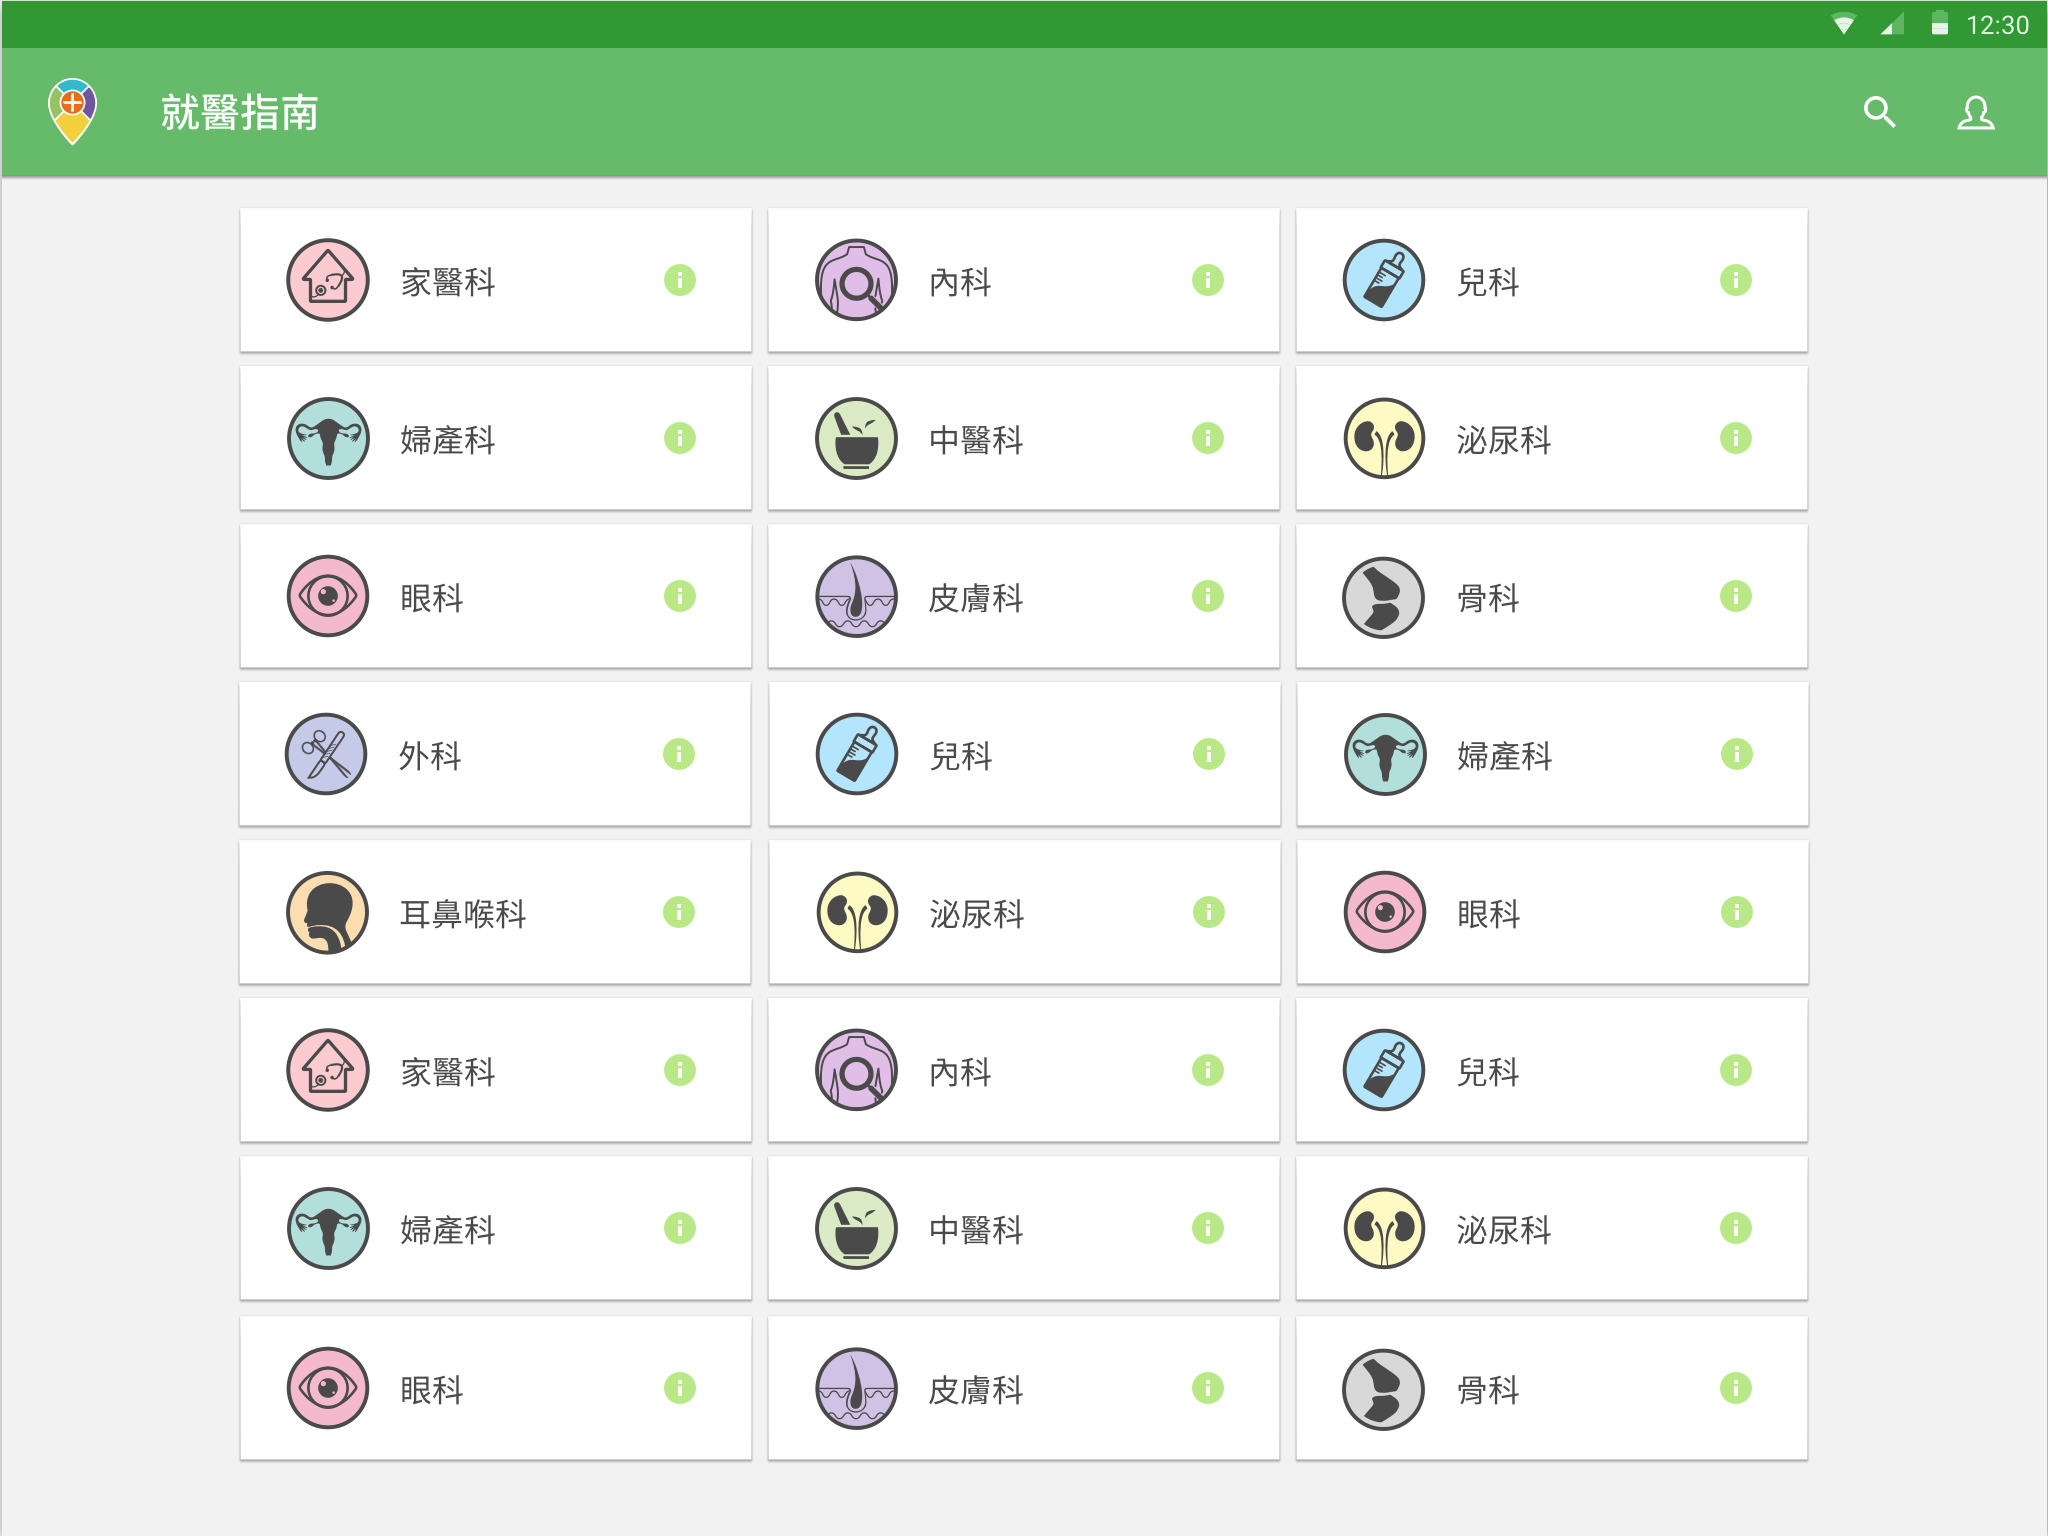 12:30
就醫指南
家醫科
內科
兒科
婦產科
中醫科
泌尿科
眼科
皮膚科
骨科
外科
兒科
婦產科
耳鼻喉科
泌尿科
眼科
家醫科
內科
兒科
婦產科
中醫科
泌尿科
眼科
皮膚科
骨科